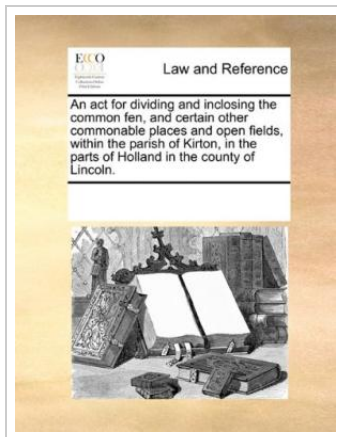 ECCO
Law and Reference
An act for dividing and inclosing the
common fen, and certain other
commonable places and open fields,
within the parish of Kirton, in the
parts of Holland in the county of
Lincoln.